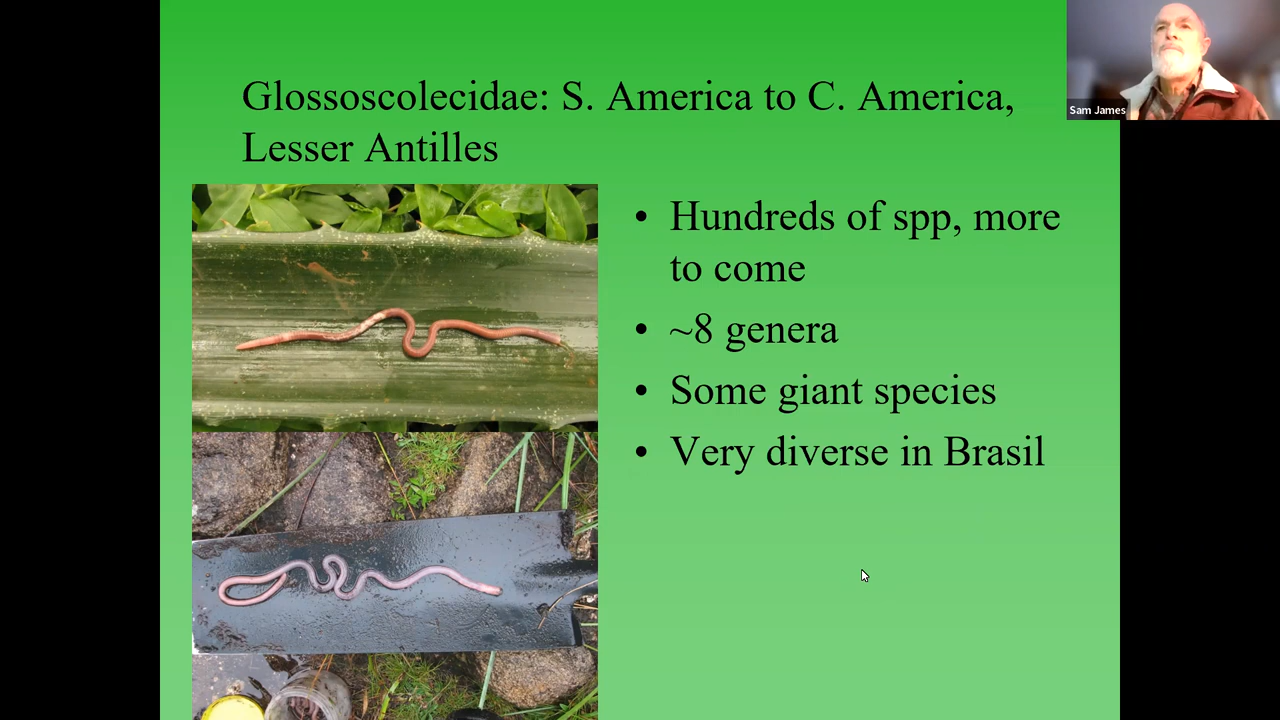 Glossoscolecidae: S. America to C. America,
Lesser Antilles
Sam James
• Hundreds of spp, more
to come
• ~8 genera
• Some giant species
• Very diverse in Brasil